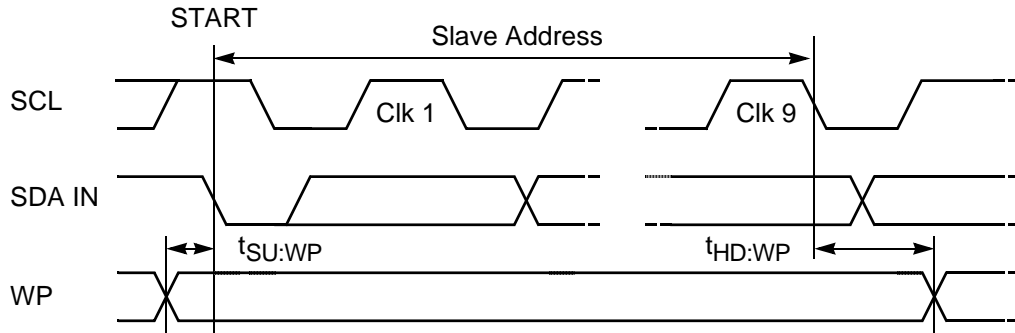 START
Slave Address
SCL
Clk 1
Clk 9
SDA IN
tSU:WP
tHD:WP
WP